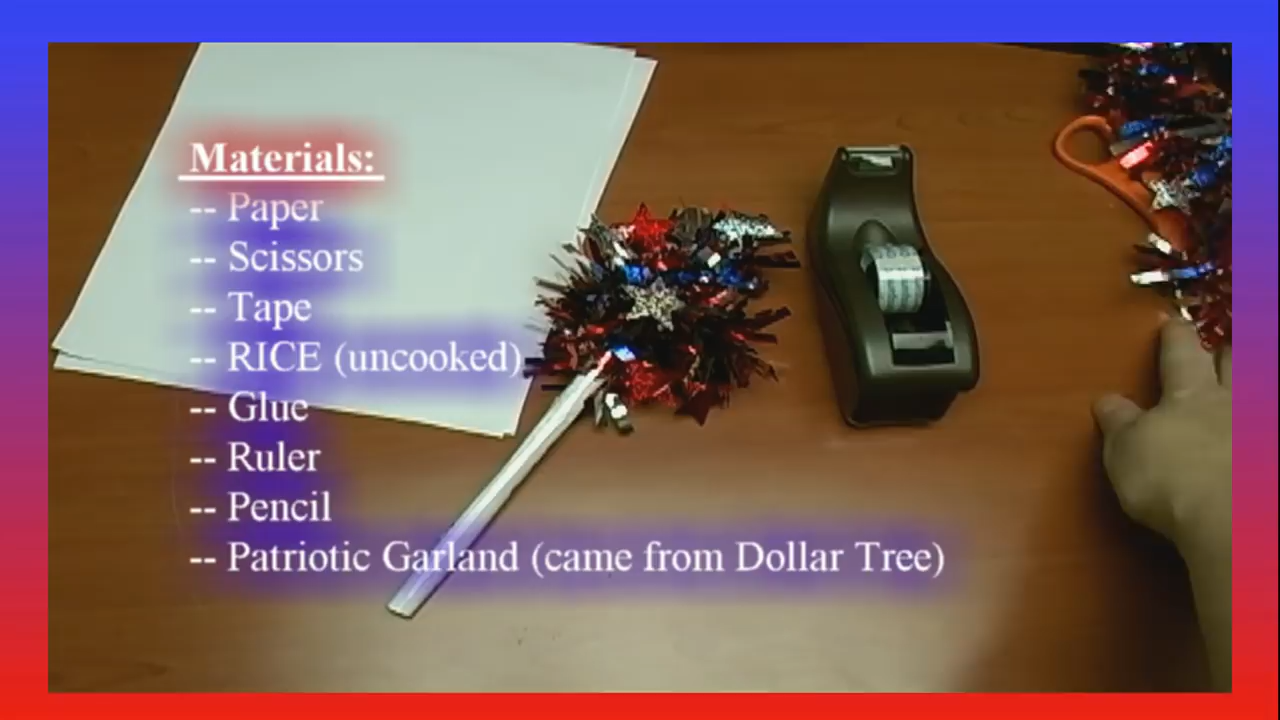 Materials:
-- Paper
-- Scissors
-- Tape
-- RICE (uncooked)
-- Glue
-- Ruler
-- Pencil
-- Patriotic Garland (came from Dollar Tree)